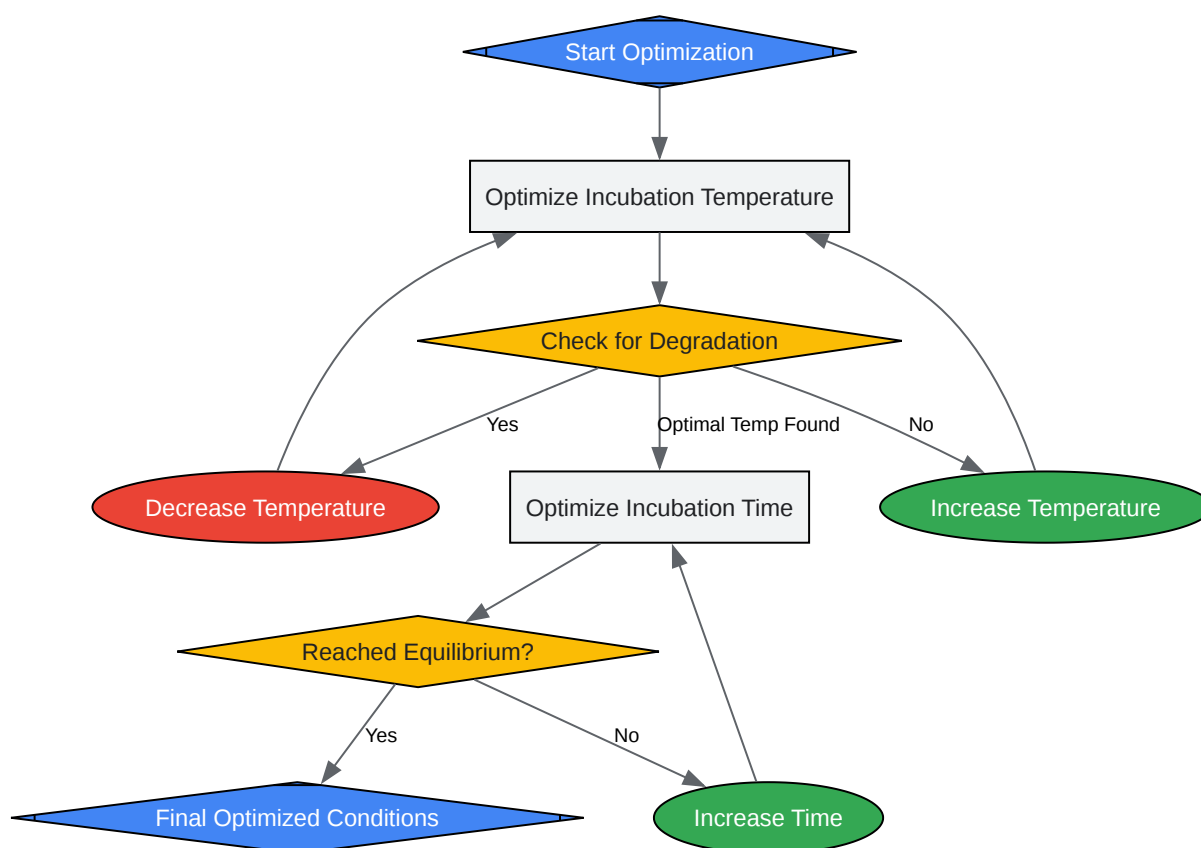 Start Optimization
Optimize Incubation Temperature
Check for Degradation
Yes
Optimal Temp Found
No
Decrease Temperature
Optimize Incubation Time
Increase Temperature
Reached Equilibrium?
Yes
No
Final Optimized Conditions
Increase Time